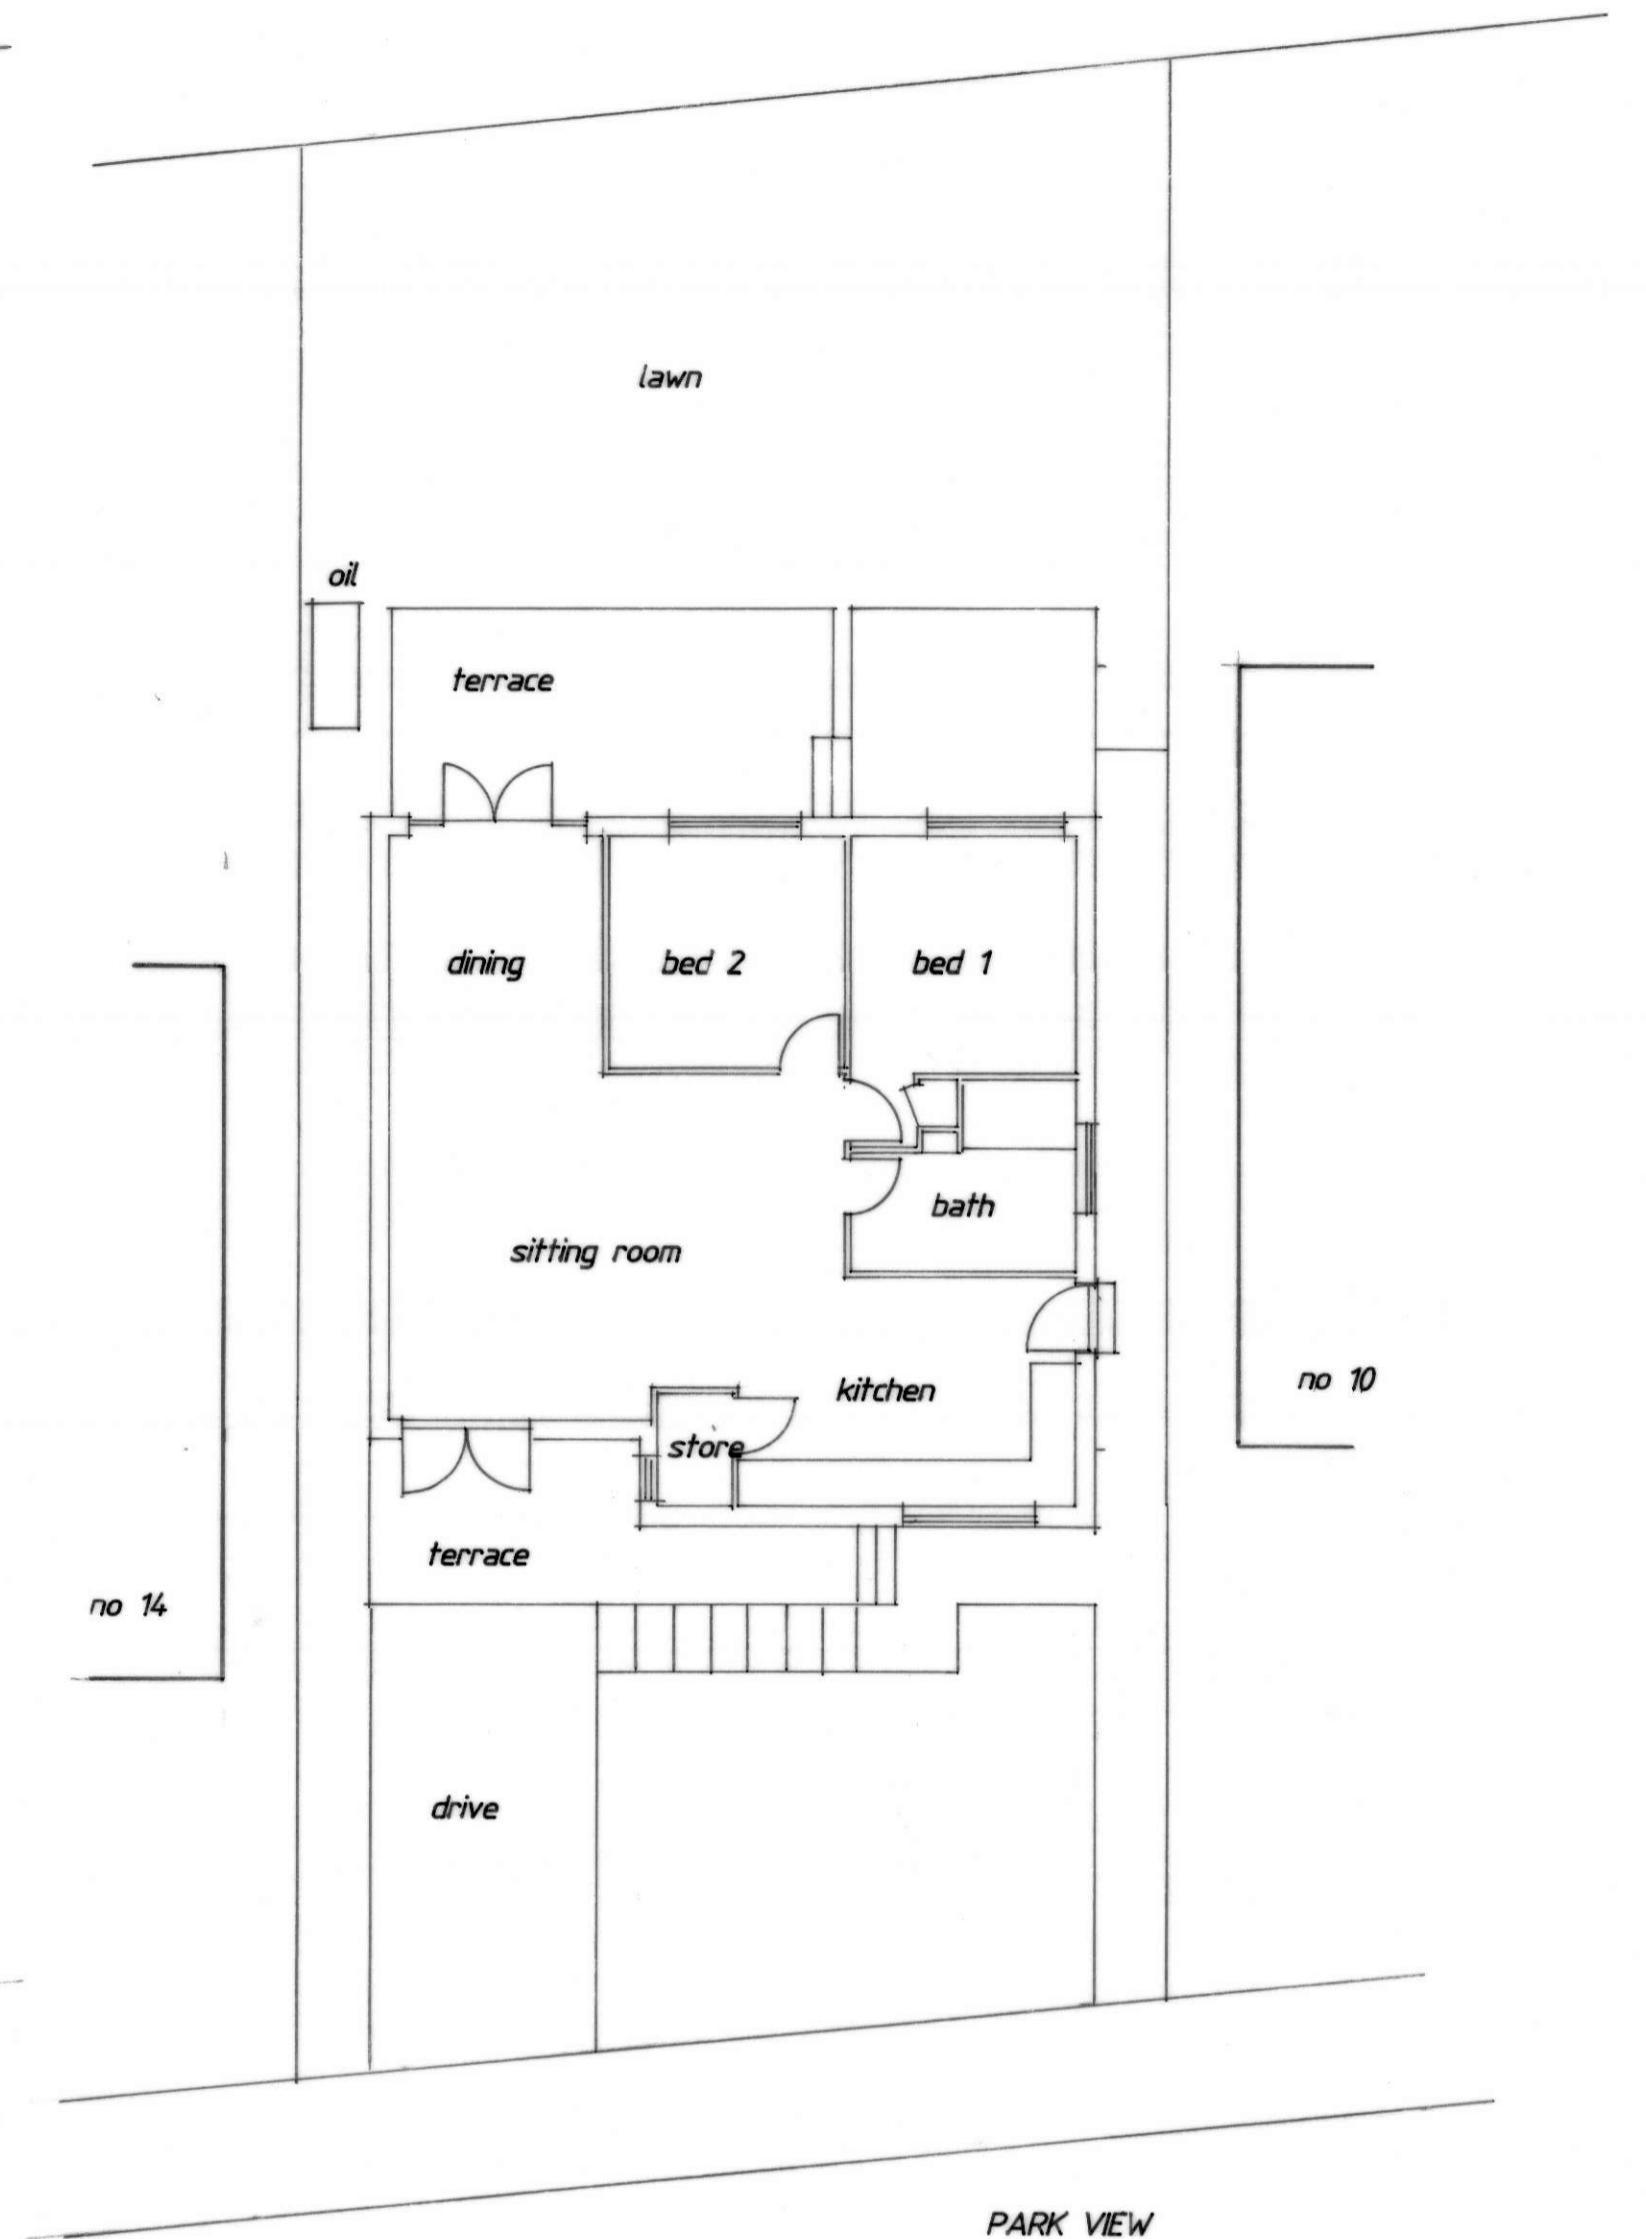 lawn
oil
terrace
dining
bed 2
bed 1
bath
sitting room
no 10
kitchen
store
terrace
no 14
drive
PARK VIEW